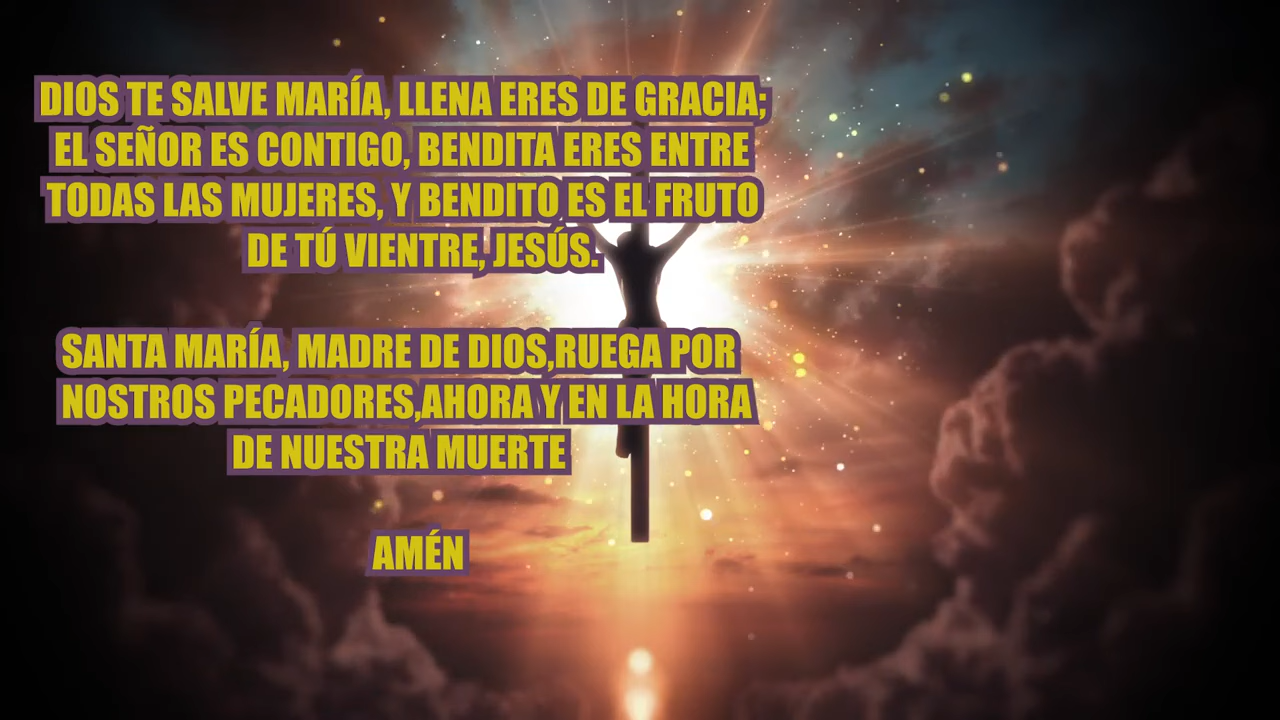 DIOS TE SALVE MARÍA, LLENA ERES DE GRACIA;
EL SEÑOR ES CONTIGO, BENDITA ERES ENTRE
TODAS LAS MUJERES, Y BENDITO ES EL FRUTO
DE TÚ VIENTRE, JESÚS.
SANTA MARÍA, MADRE DE DIOS,RUEGA POR
NOSTROS PECADORES,AHORA Y EN LA HORA
DE NUESTRA MUERTE
AMÉN